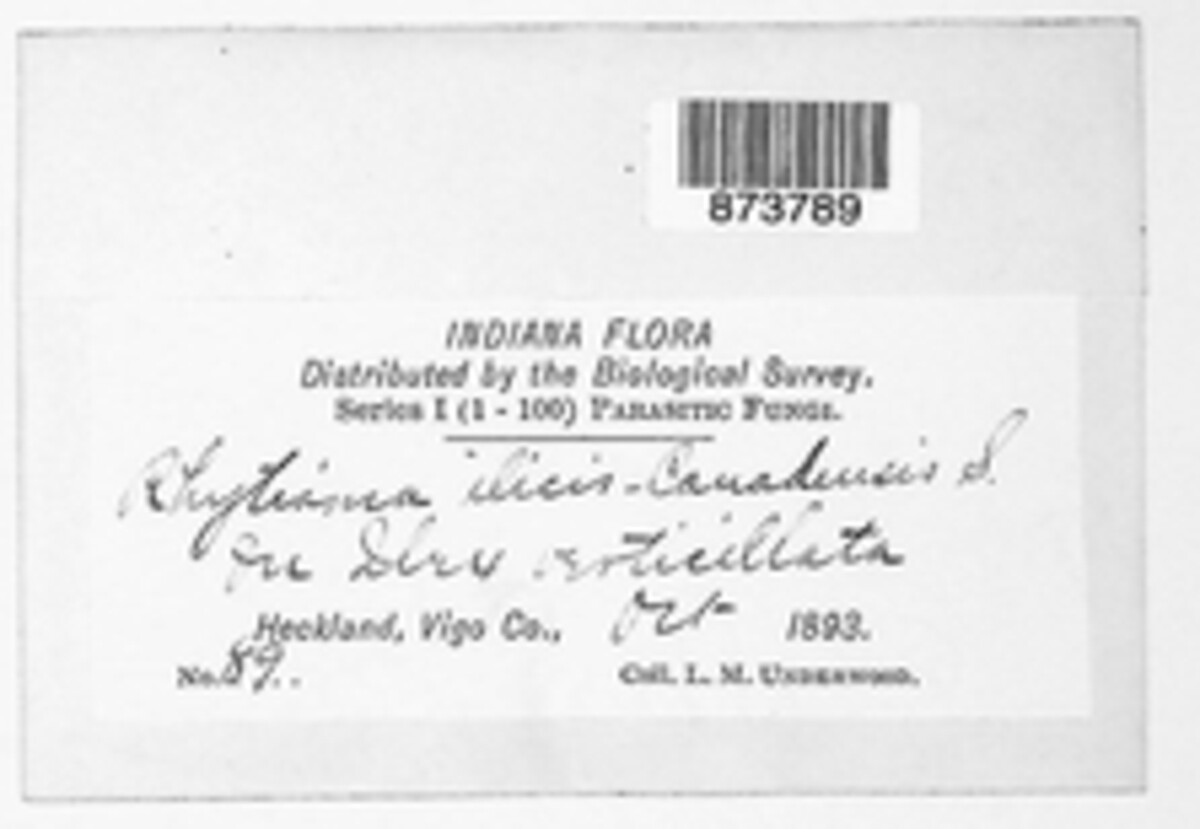 873789
INDIANA FLORA
Distributed by the Biological Survey.
Series I (1 - 100) PARASITIC FUNGI.
Rhytisma ilicis-Canadensis S.
on Ilex verticillata
Heckland, Vigo Co., Oct 1893.
No. 89.
Coll. L. M. UNDERWOOD.